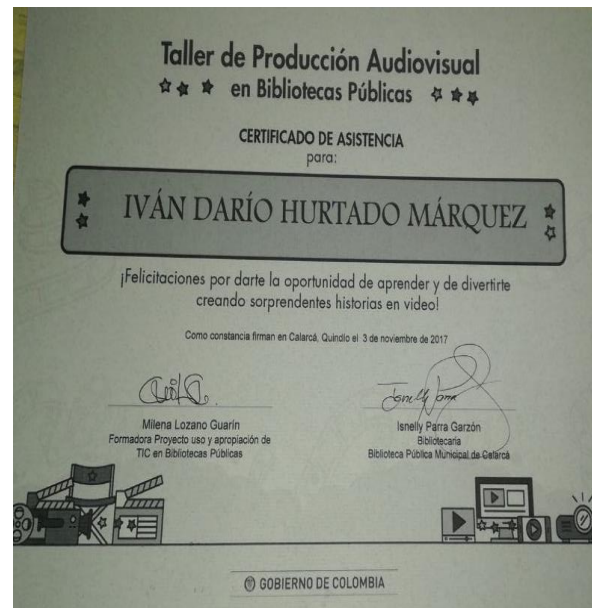 Taller de Producción Audiovisual
en Bibliotecas Públicas
CERTIFICADO DE ASISTENCIA
para:
IVÁN DARÍO HURTADO MÁRQUEZ
¡Felicitaciones por darte la oportunidad de aprender y de divertirte
creando sorprendentes historias en video!
Como constancia firman en Calarcá, Quindío el 3 de noviembre de 2017
Milena Lozano Guarín
Formadora Proyecto uso y apropiación de
TIC en Bibliotecas Públicas
Isnelly Parra
Isnelly Parra Garzón
Bibliotecaria
Biblioteca Pública Municipal de Calarcá
GOBIERNO DE COLOMBIA